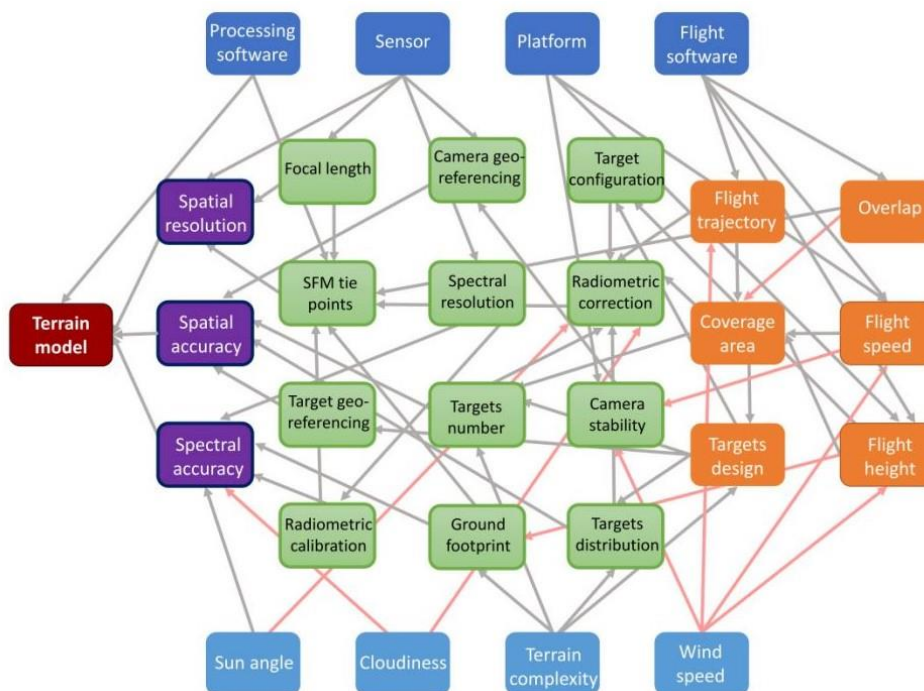 Processing
software
Sensor
Platform
Flight
software
Focal length
Camera geo-
referencing
Target
configuration
Spatial
resolution
Flight
trajectory
Overlap
SFM tie
points
Spectral
resolution
Radiometric
correction
Terrain
model
Spatial
accuracy
Coverage
area
Flight
speed
Target geo-
referencing
Targets
number
Camera
stability
Spectral
accuracy
Targets
design
Flight
height
Radiometric
calibration
Ground
footprint
Targets
distribution
Sun angle
Cloudiness
Terrain
complexity
Wind
speed